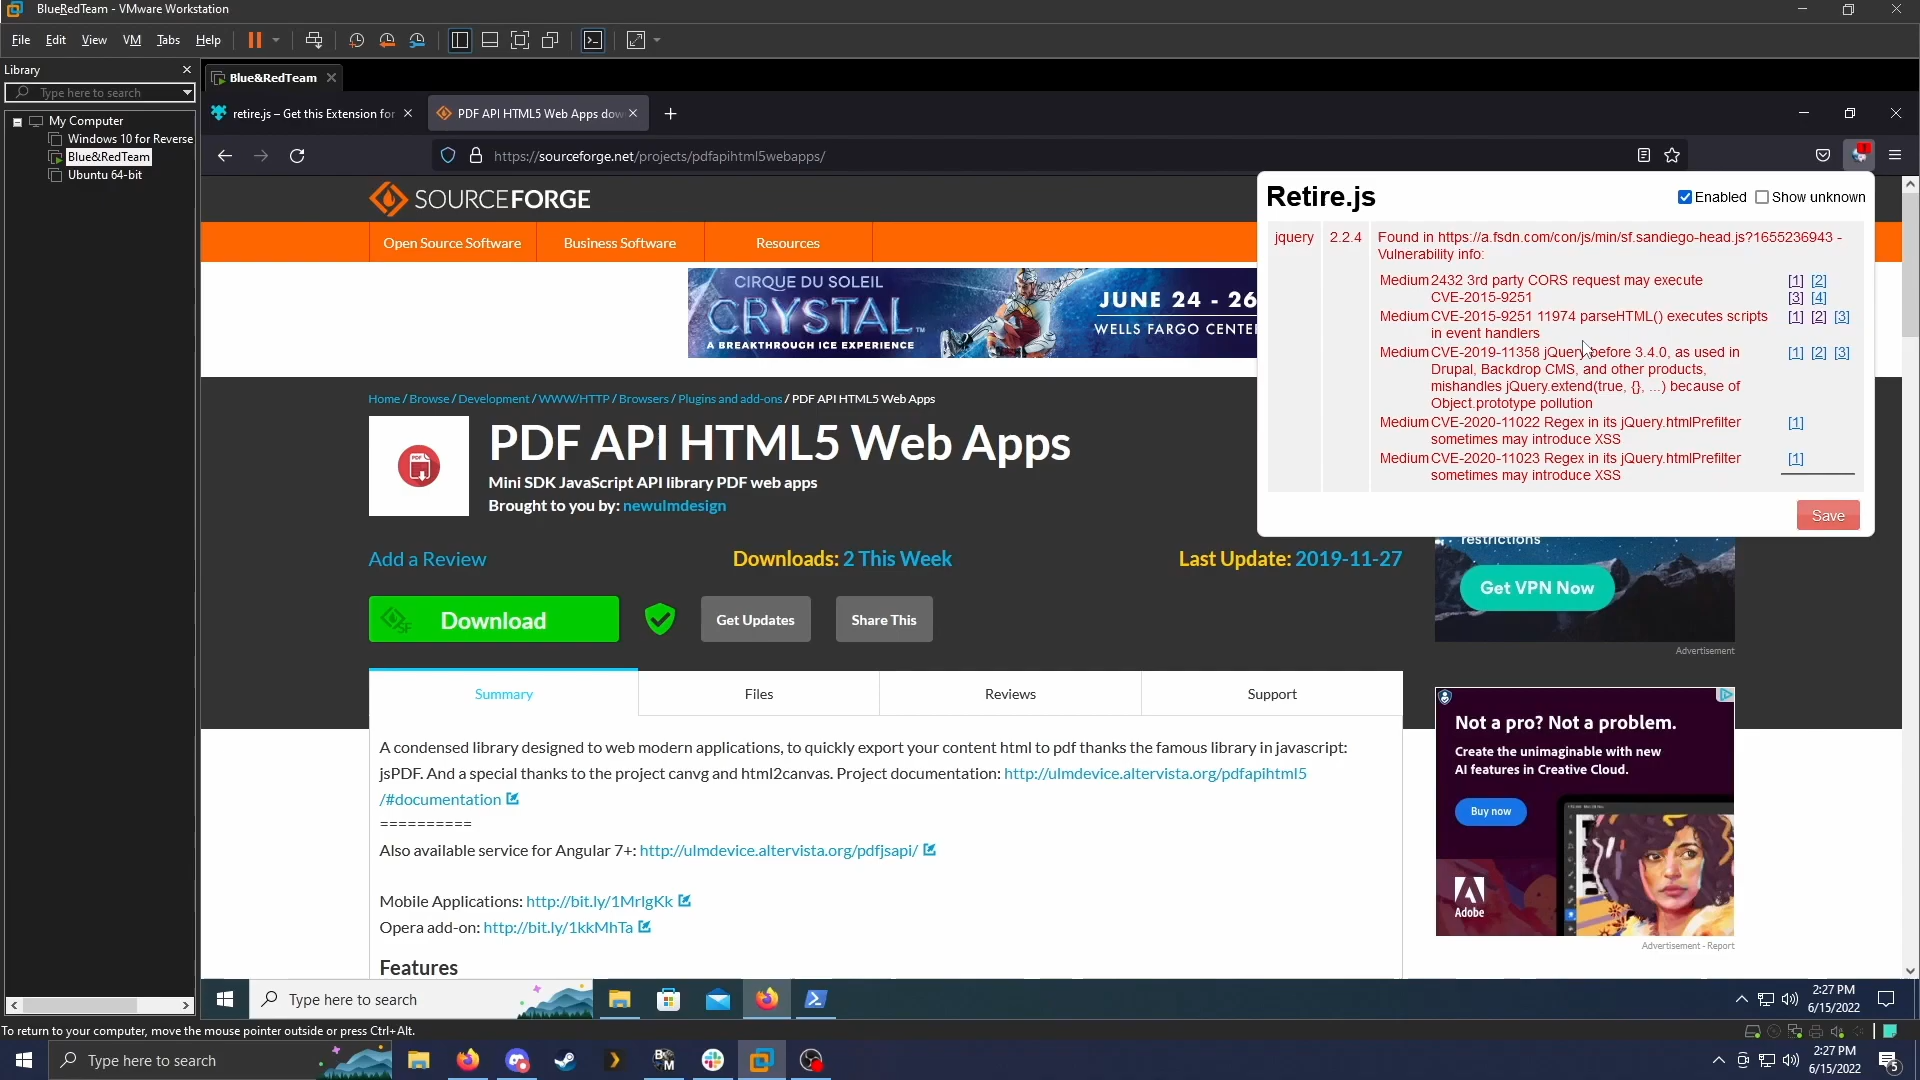 BlueRedTeam - VMware Workstation
File Edit View VM Tabs Help
Library
Type here to search
My Computer
Windows 10 for Reverse
Blue&RedTeam
Ubuntu 64-bit
Blue&RedTeam
retire.js – Get this Extension for
PDF API HTML5 Web Apps dow
https://sourceforge.net/projects/pdfapihtml5webapps/
SOURCEFORGE
Open Source Software Business Software Resources
CIRQUE DU SOLEIL
CRYSTAL
A BREAKTHROUGH ICE EXPERIENCE
JUNE 24 - 26
WELLS FARGO CENTE
Retire.js
Enabled Show unknown
jquery 2.2.4 Found in https://a.fsdn.com/con/js/min/sf.sandiego-head.js?1655236943 -
Vulnerability info:
Medium 2432 3rd party CORS request may execute [1] [2]
CVE-2015-9251 [3] [4]
Medium CVE-2015-9251 11974 parseHTML() executes scripts [1] [2] [3]
in event handlers
Medium CVE-2019-11358 jQuery before 3.4.0, as used in [1] [2] [3]
Drupal, Backdrop CMS, and other products,
mishandles jQuery.extend(true, {}, ...) because of
Object.prototype pollution
Medium CVE-2020-11022 Regex in its jQuery.htmlPrefilter [1]
sometimes may introduce XSS
Medium CVE-2020-11023 Regex in its jQuery.htmlPrefilter [1]
sometimes may introduce XSS
Save
Home / Browse / Development / WWW/HTTP / Browsers / Plugins and add-ons / PDF API HTML5 Web Apps
PDF
PDF API HTML5 Web Apps
Mini SDK JavaScript API library PDF web apps
Brought to you by: newulmdesign
Add a Review
Downloads: 2 This Week
Last Update: 2019-11-27
SF
Download
Get Updates
Share This
restrictions
Get VPN Now
Advertisement
Summary Files Reviews Support
A condensed library designed to web modern applications, to quickly export your content html to pdf thanks the famous library in javascript:
jsPDF. And a special thanks to the project canvg and html2canvas. Project documentation: http://ulmdevice.altervista.org/pdfapihtml5
/#documentation
==========
Also available service for Angular 7+: http://ulmdevice.altervista.org/pdfjsapi/
Mobile Applications: http://bit.ly/1MrlgKk
Opera add-on: http://bit.ly/1kkMhTa
Features
Not a pro? Not a problem.
Create the unimaginable with new
AI features in Creative Cloud.
Buy now
Adobe
Advertisement - Report
Type here to search
2:27 PM
6/15/2022
To return to your computer, move the mouse pointer outside or press Ctrl+Alt.
Type here to search
2:27 PM
6/15/2022
5